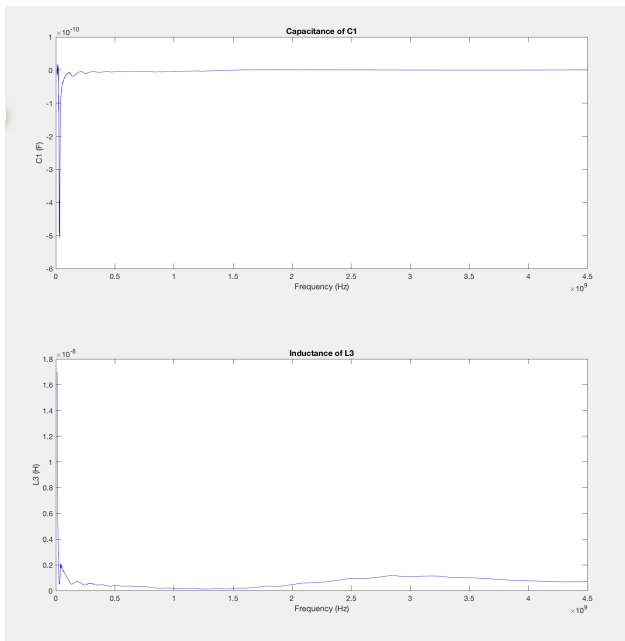 ×10⁻¹⁰
Capacitance of C1
1
0
-1
-2
-3
-4
-5
-6
C1 (F)
0 0.5 1 1.5 2 2.5 3 3.5 4 4.5
Frequency (Hz)
×10⁹
×10⁻⁸
Inductance of L3
1.8
1.6
1.4
1.2
1
0.8
0.6
0.4
0.2
0
L3 (H)
0 0.5 1 1.5 2 2.5 3 3.5 4 4.5
Frequency (Hz)
×10⁹